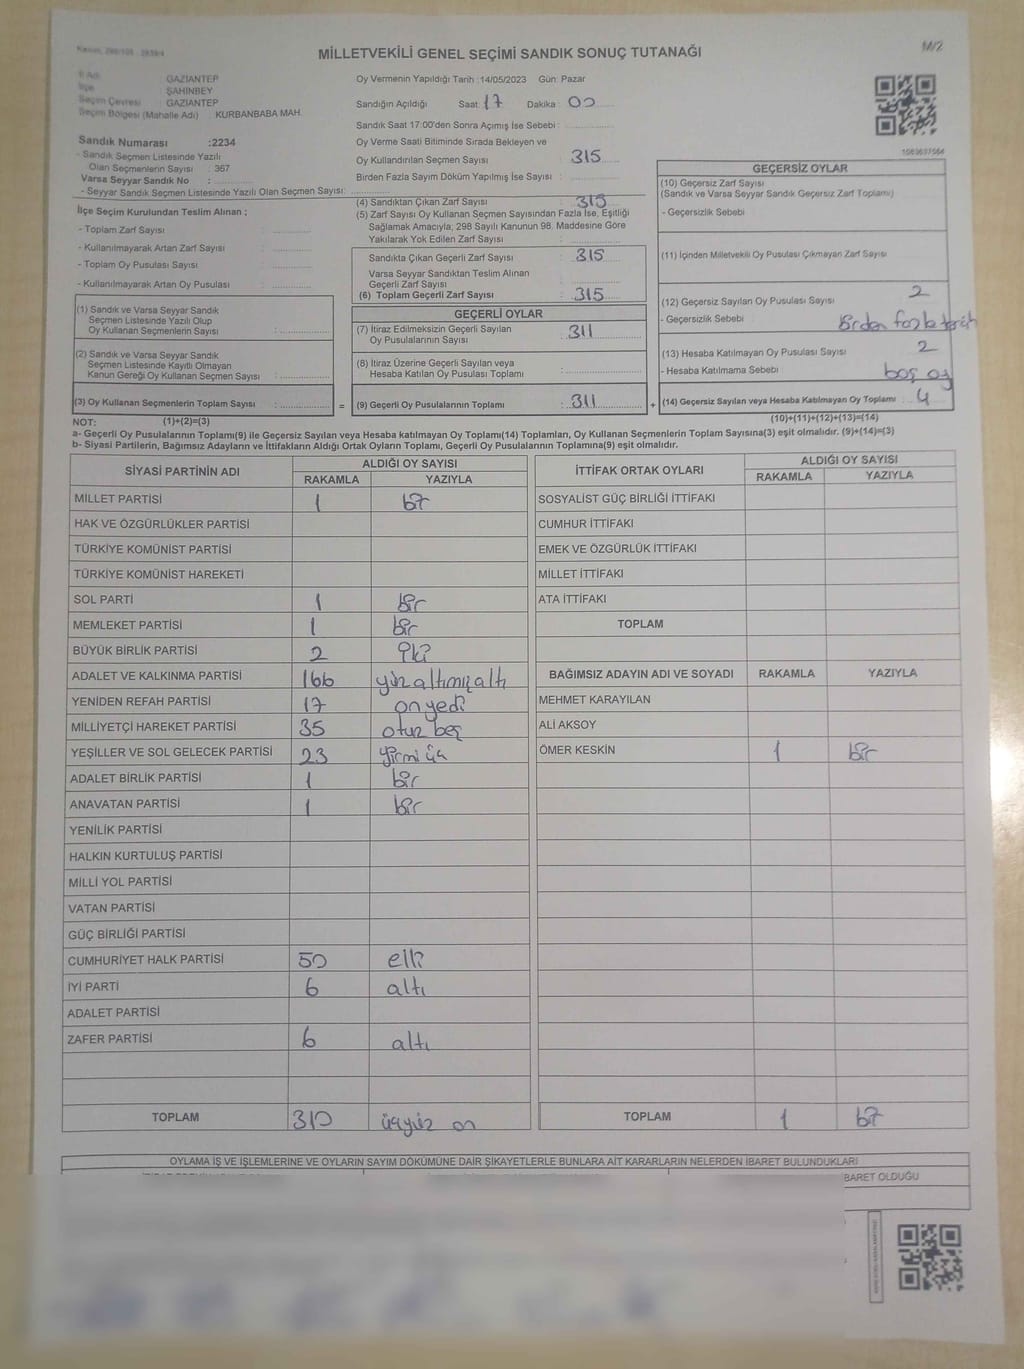 MİLLETVEKİLİ GENEL SEÇİMİ SANDIK SONUÇ TUTANAĞI
M/2
İl Adı : GAZİANTEP
İlçe : ŞAHİNBEY
Seçim Çevresi : GAZİANTEP
Seçim Bölgesi (Mahalle Adı) : KURBANBABA MAH.
Sandık Numarası :2234
- Sandık Seçmen Listesinde Yazılı
Olan Seçmenlerin Sayısı : 367
Varsa Seyyar Sandık No :
- Seyyar Sandık Seçmen Listesinde Yazılı Olan Seçmen Sayısı:
İlçe Seçim Kurulundan Teslim Alınan ;
- Toplam Zarf Sayısı :
- Kullanılmayarak Artan Zarf Sayısı :
- Toplam Oy Pusulası Sayısı :
- Kullanılmayarak Artan Oy Pusulası :
(1) Sandık ve Varsa Seyyar Sandık
Seçmen Listesinde Yazılı Olup
Oy Kullanan Seçmenlerin Sayısı :
(2) Sandık ve Varsa Seyyar Sandık
Seçmen Listesinde Kayıtlı Olmayan
Kanun Gereği Oy Kullanan Seçmen Sayısı :
(3) Oy Kullanan Seçmenlerin Toplam Sayısı :
(1)+(2)=(3)
Oy Vermenin Yapıldığı Tarih :14/05/2023 Gün: Pazar
Sandığın Açıldığı Saat : 17 Dakika : 00
Sandık Saat 17:00'den Sonra Açılmış İse Sebebi :
Oy Verme Saati Bitiminde Sırada Bekleyen ve
Oy Kullandırılan Seçmen Sayısı : 315
Birden Fazla Sayım Döküm Yapılmış İse Sayısı :
(4) Sandıktan Çıkan Zarf Sayısı : 315
(5) Zarf Sayısı Oy Kullanan Seçmen Sayısından Fazla İse, Eşitliği
Sağlamak Amacıyla, 298 Sayılı Kanunun 98. Maddesine Göre
Yakılarak Yok Edilen Zarf Sayısı :
Sandıkta Çıkan Geçerli Zarf Sayısı : 315
Varsa Seyyar Sandıktan Teslim Alınan
Geçerli Zarf Sayısı :
(6) Toplam Geçerli Zarf Sayısı : 315
GEÇERLİ OYLAR
(7) İtiraz Edilmeksizin Geçerli Sayılan
Oy Pusulalarının Sayısı : 311
(8) İtiraz Üzerine Geçerli Sayılan veya
Hesaba Katılan Oy Pusulası Toplamı :
= (9) Geçerli Oy Pusulalarının Toplamı : 311 +
GEÇERSİZ OYLAR
(10) Geçersiz Zarf Sayısı
(Sandık ve Varsa Seyyar Sandık Geçersiz Zarf Toplamı)
- Geçersizlik Sebebi
(11) İçinden Milletvekili Oy Pusulası Çıkmayan Zarf Sayısı
(12) Geçersiz Sayılan Oy Pusulası Sayısı 2
- Geçersizlik Sebebi Birden fazla tercih
(13) Hesaba Katılmayan Oy Pusulası Sayısı 2
- Hesaba Katılmama Sebebi boş oy
(14) Geçersiz Sayılan veya Hesaba Katılmayan Oy Toplamı 4
(10)+(11)+(12)+(13)=(14)
NOT:
a- Geçerli Oy Pusulasının Toplamı(9) ile Geçersiz Sayılan veya Hesaba katılmayan Oy Toplamı(14) Toplamları, Oy Kullanan Seçmenlerin Toplam Sayısına(3) eşit olmalıdır. (9)+(14)=(3)
b- Siyasi Partilerin, Bağımsız Adayların ve İttifakların Aldığı Ortak Oyların Toplamı, Geçerli Oy Pusulalarının Toplamına(9) eşit olmalıdır.
SİYASİ PARTİNİN ADI ALDIĞI OY SAYISI
RAKAMLA YAZIYLA
MİLLET PARTİSİ 1 bir
HAK VE ÖZGÜRLÜKLER PARTİSİ
TÜRKİYE KOMÜNİST PARTİSİ
TÜRKİYE KOMÜNİST HAREKETİ
SOL PARTİ 1 bir
MEMLEKET PARTİSİ 1 bir
BÜYÜK BİRLİK PARTİSİ 2 iki
ADALET VE KALKINMA PARTİSİ 166 yüz altmış altı
YENİDEN REFAH PARTİSİ 17 on yedi
MİLLİYETÇİ HAREKET PARTİSİ 35 otuz beş
YEŞİLLER VE SOL GELECEK PARTİSİ 23 yirmi üç
ADALET BİRLİK PARTİSİ 1 bir
ANAVATAN PARTİSİ 1 bir
YENİLİK PARTİSİ
HALKIN KURTULUŞ PARTİSİ
MİLLİ YOL PARTİSİ
VATAN PARTİSİ
GÜÇ BİRLİĞİ PARTİSİ
CUMHURİYET HALK PARTİSİ 50 elli
İYİ PARTİ 6 altı
ADALET PARTİSİ
ZAFER PARTİSİ 6 altı
TOPLAM 310 üçyüz on
İTTİFAK ORTAK OYLARI ALDIĞI OY SAYISI
RAKAMLA YAZIYLA
SOSYALİST GÜÇ BİRLİĞİ İTTİFAKI
CUMHUR İTTİFAKI
EMEK VE ÖZGÜRLÜK İTTİFAKI
MİLLET İTTİFAKI
ATA İTTİFAKI
TOPLAM
BAĞIMSIZ ADAYIN ADI VE SOYADI RAKAMLA YAZIYLA
MEHMET KARAYILAN
ALİ AKSOY
ÖMER KESKİN 1 bir
TOPLAM 1 bir
OYLAMA İŞ VE İŞLEMLERİNE VE OYLARIN SAYIM DÖKÜMÜNE DAİR ŞİKAYETLERLE BUNLARA AİT KARARLARIN NELERDEN İBARET BULUNDUKLARI
BARET OLDUĞU